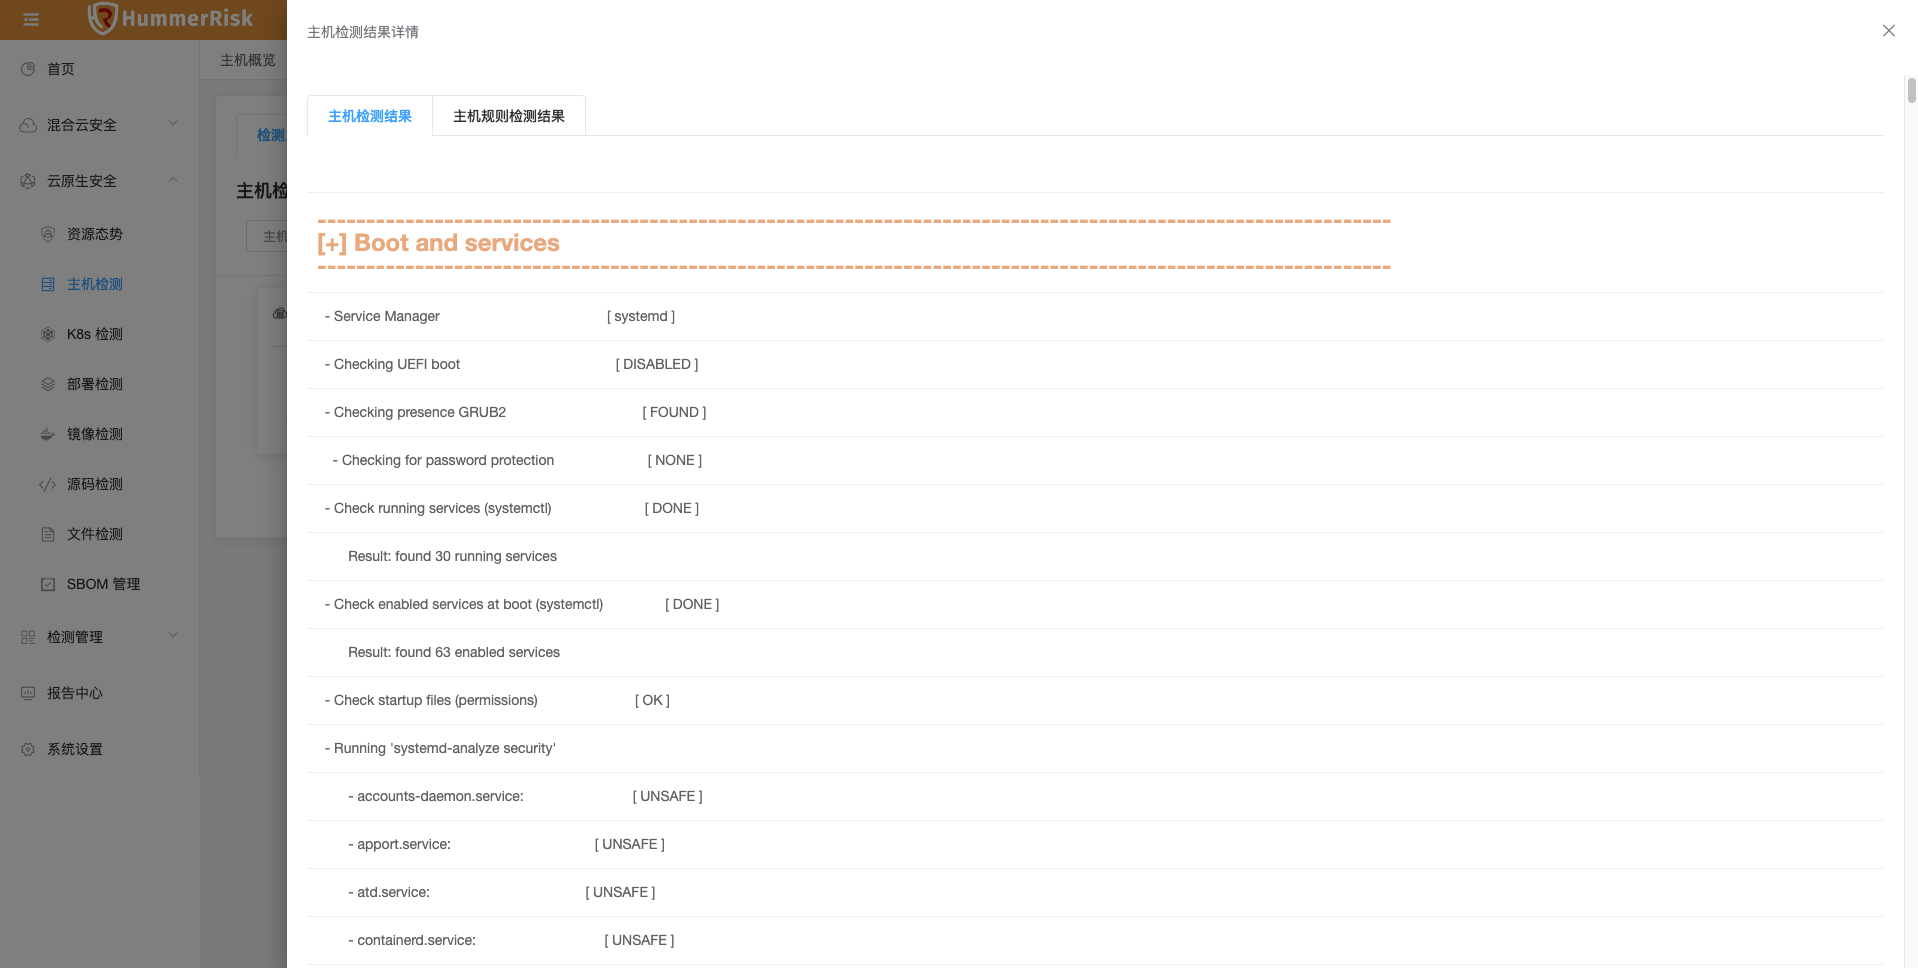 HummerRisk
首页
混合云安全
云原生安全
资源态势
主机检测
K8s 检测
部署检测
镜像检测
源码检测
文件检测
SBOM 管理
检测管理
报告中心
系统设置
主机概览
检测
主机检
主机
主机检测结果详情
主机检测结果
主机规则检测结果
[+] Boot and services
- Service Manager [ systemd ]
- Checking UEFI boot [ DISABLED ]
- Checking presence GRUB2 [ FOUND ]
- Checking for password protection [ NONE ]
- Check running services (systemctl) [ DONE ]
Result: found 30 running services
- Check enabled services at boot (systemctl) [ DONE ]
Result: found 63 enabled services
- Check startup files (permissions) [ OK ]
- Running 'systemd-analyze security'
- accounts-daemon.service: [ UNSAFE ]
- apport.service: [ UNSAFE ]
- atd.service: [ UNSAFE ]
- containerd.service: [ UNSAFE ]